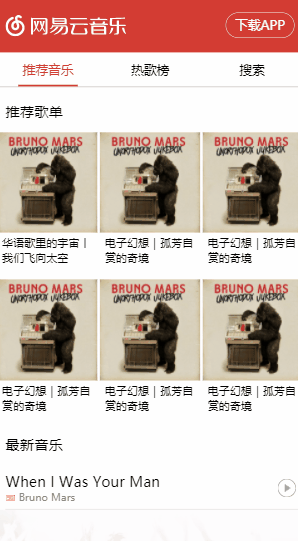 网易云音乐
下载APP
推荐音乐 热歌榜 搜索
推荐歌单
BRUNO MARS BRUNO MARS BRUNO MARS
UNORTHODOX JUKEBOX UNORTHODOX JUKEBOX UNORTHODOX JUKEBOX
华语歌里的宇宙丨
我们飞向太空
电子幻想｜孤芳自
赏的奇境
电子幻想｜孤芳自
赏的奇境
BRUNO MARS BRUNO MARS BRUNO MARS
UNORTHODOX JUKEBOX UNORTHODOX JUKEBOX UNORTHODOX JUKEBOX
电子幻想｜孤芳自
赏的奇境
电子幻想｜孤芳自
赏的奇境
电子幻想｜孤芳自
赏的奇境
最新音乐
When I Was Your Man
Bruno Mars